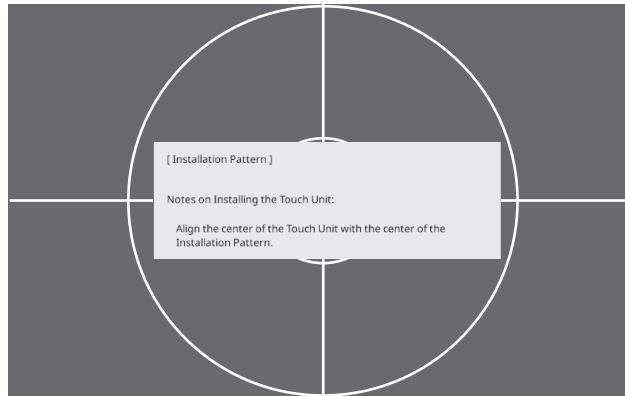 [ Installation Pattern ]
Notes on Installing the Touch Unit:
Align the center of the Touch Unit with the center of the
Installation Pattern.